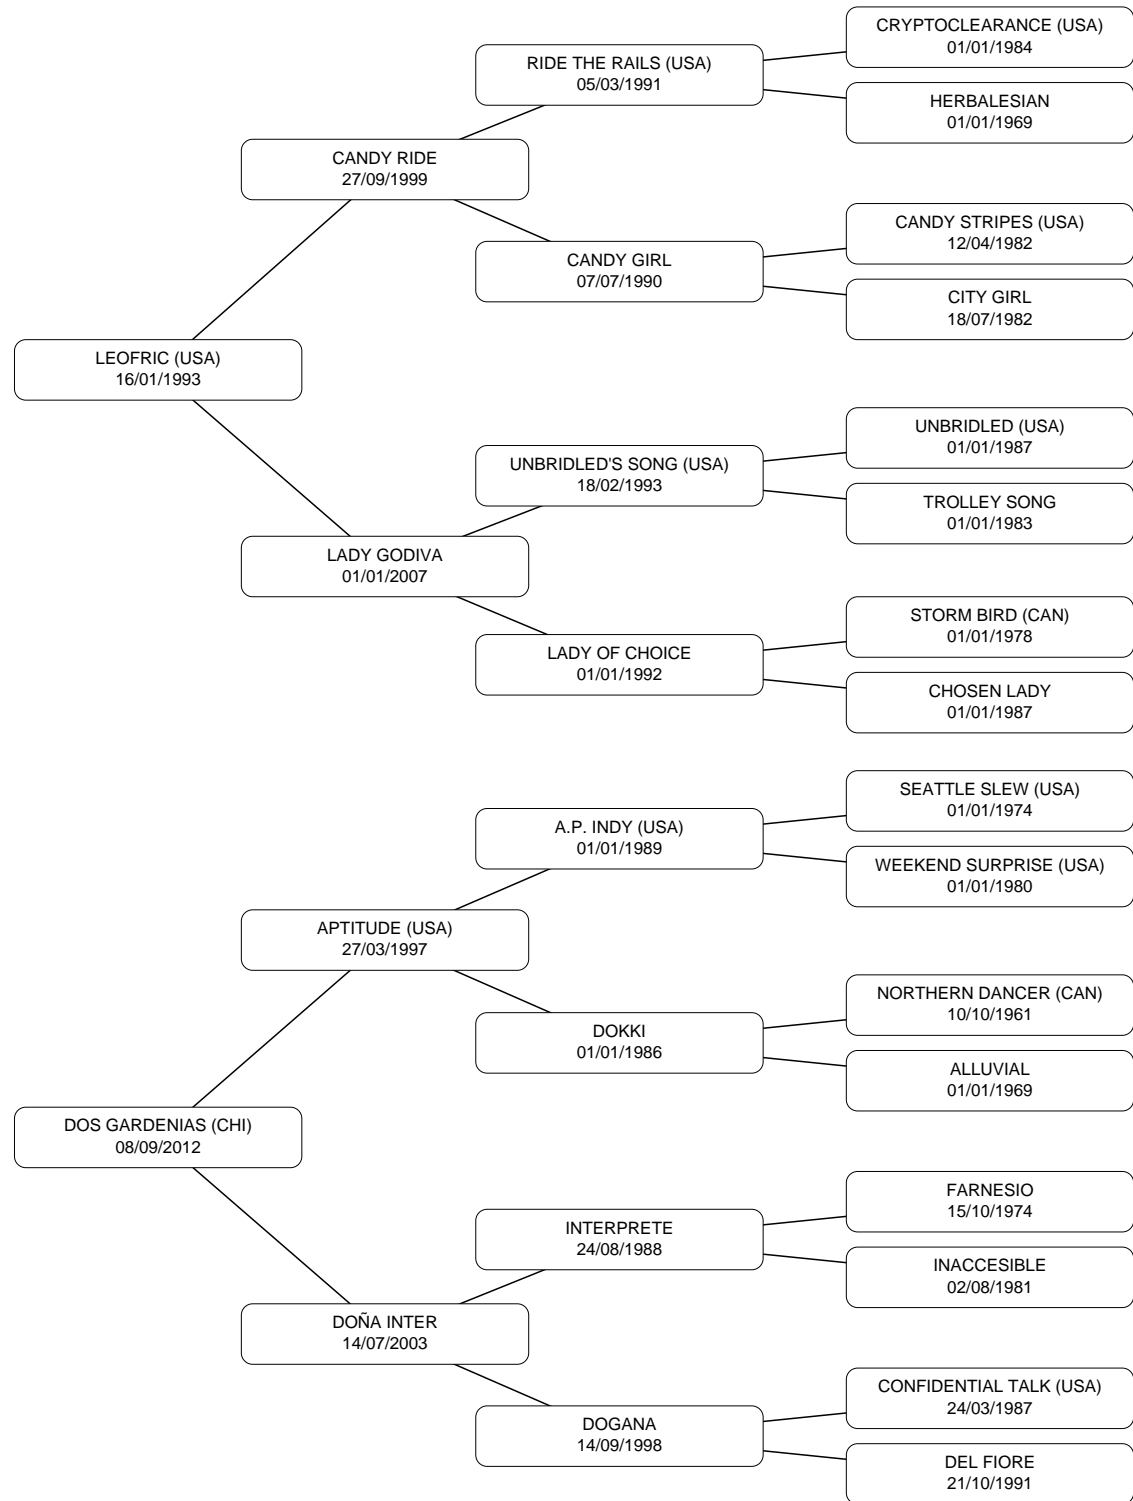 CRYPTOCLEARANCE (USA)
01/01/1984
RIDE THE RAILS (USA)
05/03/1991
HERBALESIAN
01/01/1969
CANDY RIDE
27/09/1999
CANDY STRIPES (USA)
12/04/1982
CANDY GIRL
07/07/1990
CITY GIRL
18/07/1982
LEOFRIC (USA)
16/01/1993
UNBRIDLED (USA)
01/01/1987
UNBRIDLED'S SONG (USA)
18/02/1993
TROLLEY SONG
01/01/1983
LADY GODIVA
01/01/2007
STORM BIRD (CAN)
01/01/1978
LADY OF CHOICE
01/01/1992
CHOSEN LADY
01/01/1987
SEATTLE SLEW (USA)
01/01/1974
A.P. INDY (USA)
01/01/1989
WEEKEND SURPRISE (USA)
01/01/1980
APTITUDE (USA)
27/03/1997
NORTHERN DANCER (CAN)
10/10/1961
DOKKI
01/01/1986
ALLUVIAL
01/01/1969
DOS GARDENIAS (CHI)
08/09/2012
FARNESIO
15/10/1974
INTERPRETE
24/08/1988
INACCESIBLE
02/08/1981
DOÑA INTER
14/07/2003
CONFIDENTIAL TALK (USA)
24/03/1987
DOGANA
14/09/1998
DEL FIORE
21/10/1991